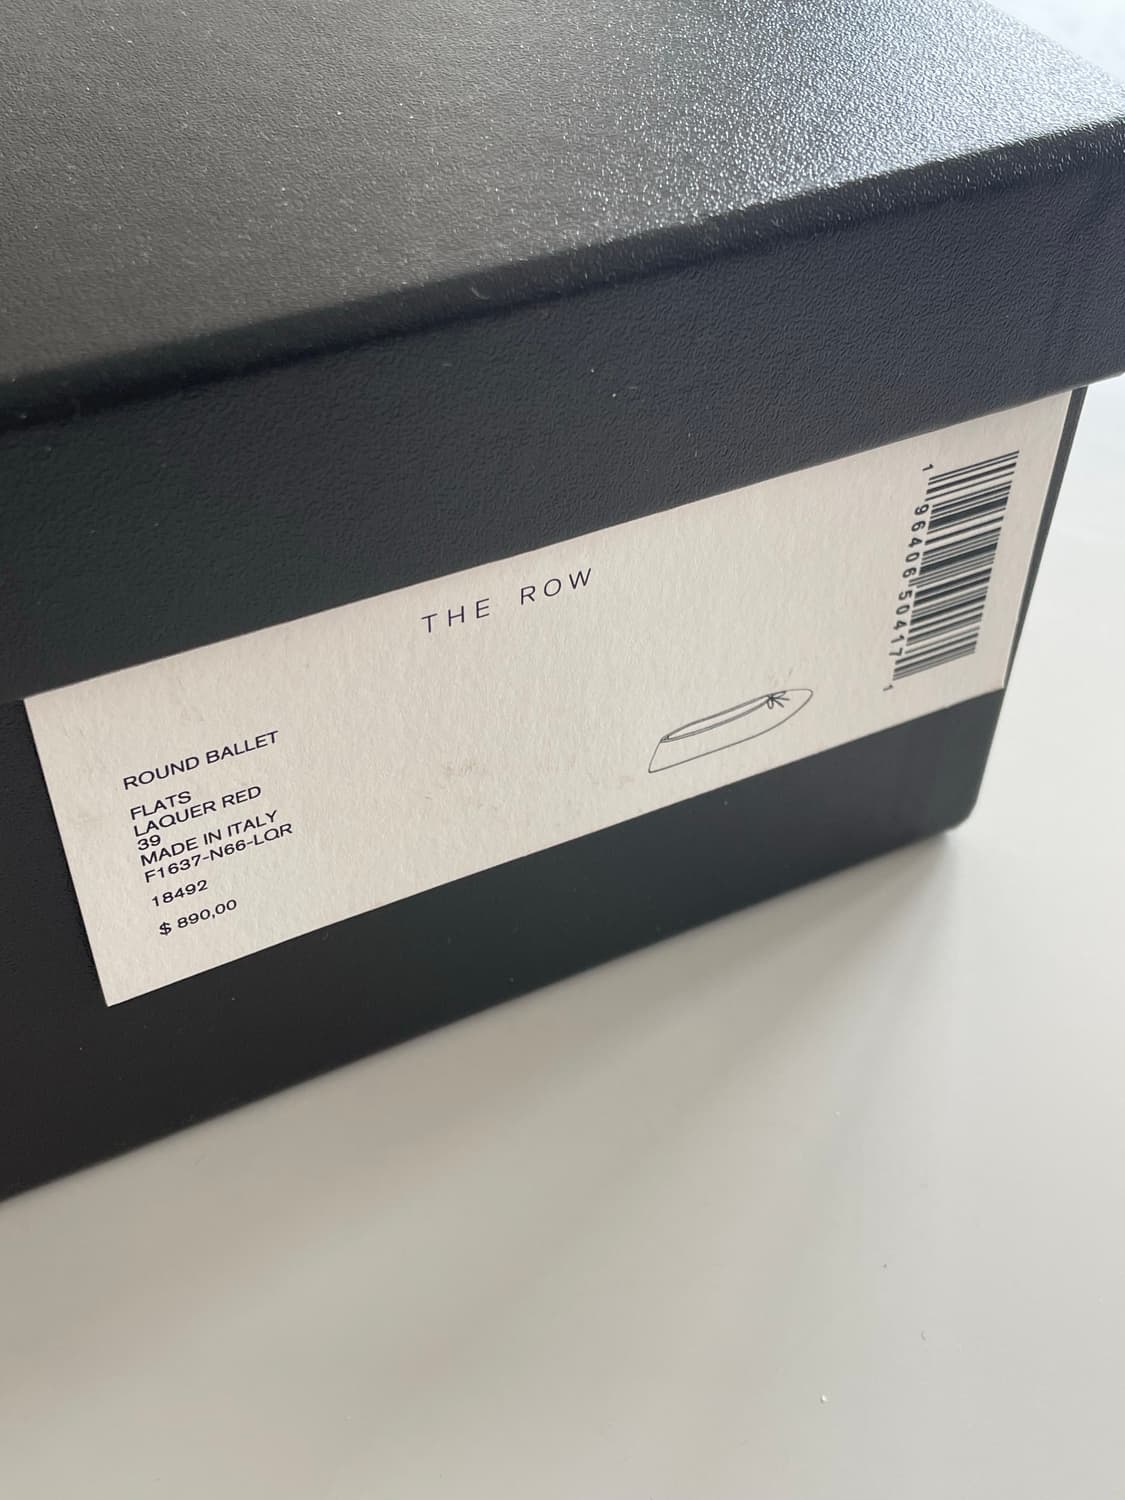 THE ROW
ROUND BALLET
FLATS
LAQUER RED
39
MADE IN ITALY
F1637-N66-LQR
18492
$ 890,00
1 96406 50417 1